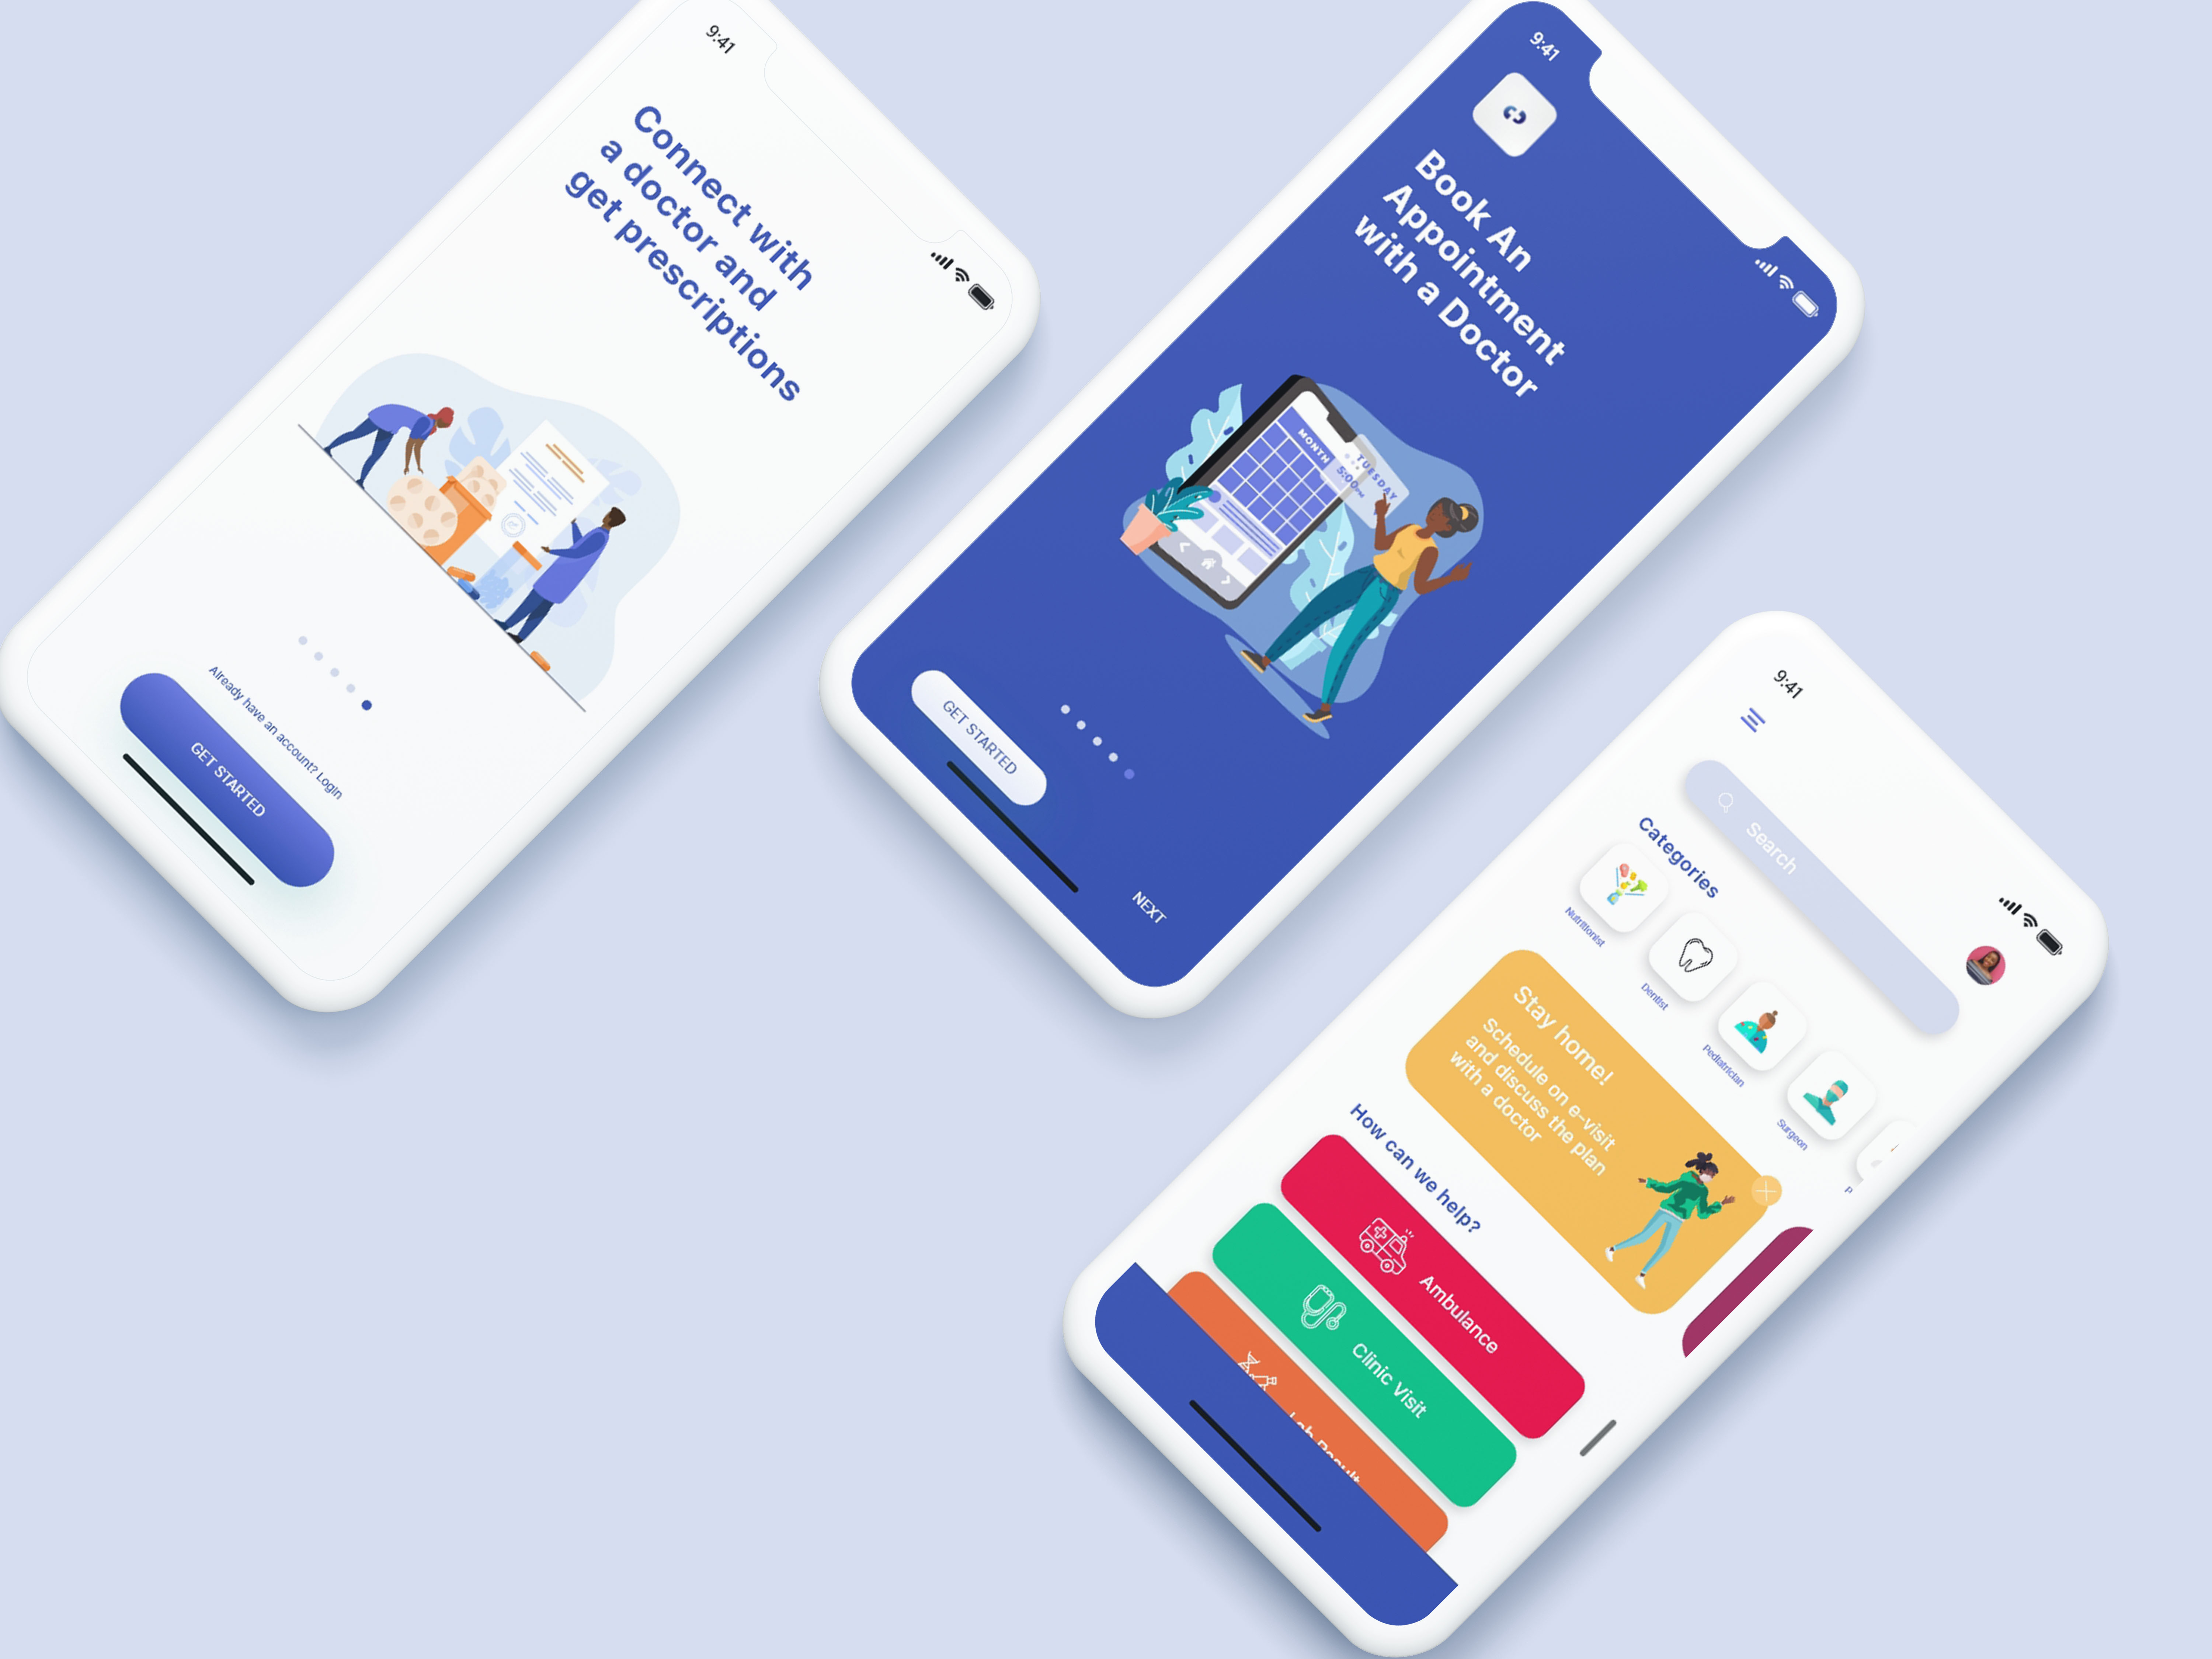 9:41
Connect with
a doctor and
get prescriptions
Already have an account? Login
GET STARTED
9:41
Book An
Appointment
with a Doctor
MONTH
TUESDAY
5:00PM
GET STARTED
NEXT
9:41
Search
Categories
Nutritionist
Dentist
Pediatrician
Surgeon
P
Stay home!
Schedule on e-visit
and discuss the plan
with a doctor
How can we help?
Ambulance
Clinic Visit
Lab Result